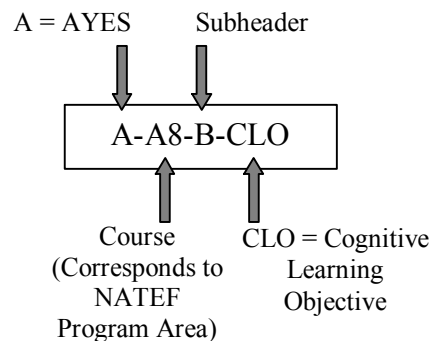 A = AYES
Subheader
A-A8-B-CLO
Course
(Corresponds to
NATEF
Program Area)
CLO = Cognitive
Learning
Objective